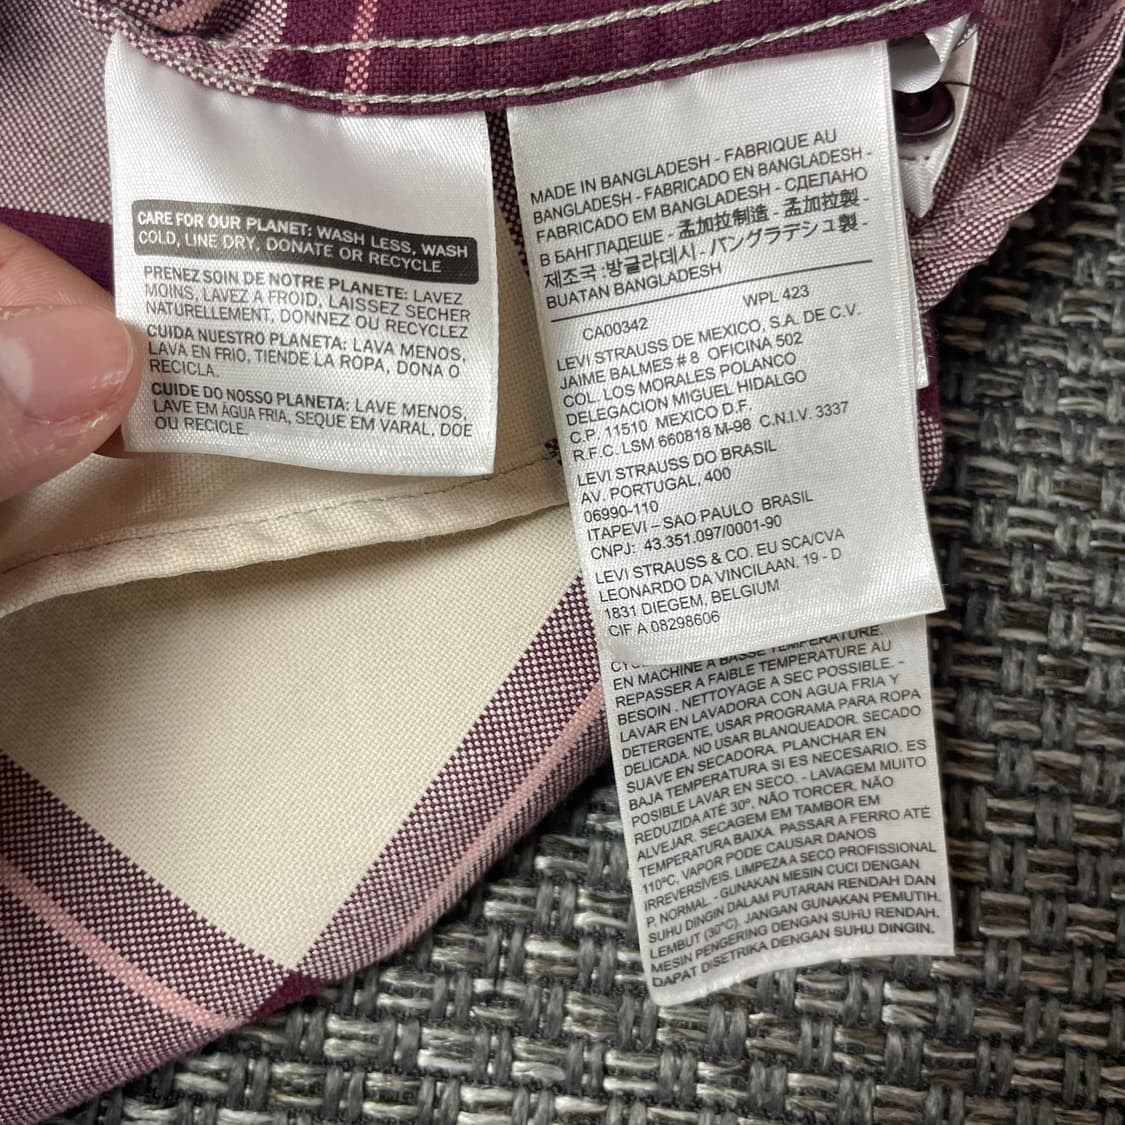 CARE FOR OUR PLANET: WASH LESS, WASH
COLD, LINE DRY, DONATE OR RECYCLE
PRENEZ SOIN DE NOTRE PLANETE: LAVEZ
MOINS, LAVEZ A FROID, LAISSEZ SECHER
NATURELLEMENT, DONNEZ OU RECYCLEZ
CUIDA NUESTRO PLANETA: LAVA MENOS,
LAVA EN FRIO, TIENDE LA ROPA, DONA O
RECICLA.
CUIDE DO NOSSO PLANETA: LAVE MENOS,
LAVE EM ÁGUA FRIA, SEQUE EM VARAL, DOE
OU RECICLE.
MADE IN BANGLADESH - FABRIQUE AU
BANGLADESH - FABRICADO EN BANGLADESH -
FABRICADO EM BANGLADESH - СДЕЛАНО
В БАНГЛАДЕШЕ - 孟加拉制造 - 孟加拉製 -
제조국 :방글라데시 - バングラデシュ製 -
BUATAN BANGLADESH
WPL 423
CA00342
LEVI STRAUSS DE MEXICO, S.A. DE C.V.
JAIME BALMES # 8 OFICINA 502
COL. LOS MORALES POLANCO
DELEGACION MIGUEL HIDALGO
C.P. 11510 MEXICO D.F.
R.F.C. LSM 660818 M-98 C.N.I.V. 3337
LEVI STRAUSS DO BRASIL
AV. PORTUGAL, 400
06990-110
ITAPEVI – SAO PAULO BRASIL
CNPJ: 43.351.097/0001-90
LEVI STRAUSS & CO. EU SCA/CVA
LEONARDO DA VINCILAAN, 19 - D
1831 DIEGEM, BELGIUM
CIF A 08298606
TEMPERATURE.
EN MACHINE A BASSE TEMPERATURE.
REPASSER A FAIBLE TEMPERATURE AU
BESOIN . NETTOYAGE A SEC POSSIBLE. -
LAVAR EN LAVADORA CON AGUA FRIA Y
DETERGENTE, USAR PROGRAMA PARA ROPA
DELICADA. NO USAR BLANQUEADOR. SECADO
SUAVE EN SECADORA. PLANCHAR EN
BAJA TEMPERATURA SI ES NECESARIO. ES
POSIBLE LAVAR EN SECO. - LAVAGEM MUITO
REDUZIDA ATÉ 30º, NÃO TORCER, NÃO
ALVEJAR. SECAGEM EM TAMBOR EM
TEMPERATURA BAIXA. PASSAR A FERRO ATÉ
110ºC, VAPOR PODE CAUSAR DANOS
IRREVERSÍVEIS. LIMPEZA A SECO PROFISSIONAL
P. NORMAL. - GUNAKAN MESIN CUCI DENGAN
SUHU DINGIN DALAM PUTARAN RENDAH DAN
LEMBUT (30°C). JANGAN GUNAKAN PEMUTIH.
MESIN PENGERING DENGAN SUHU RENDAH.
DAPAT DISETRIKA DENGAN SUHU DINGIN.